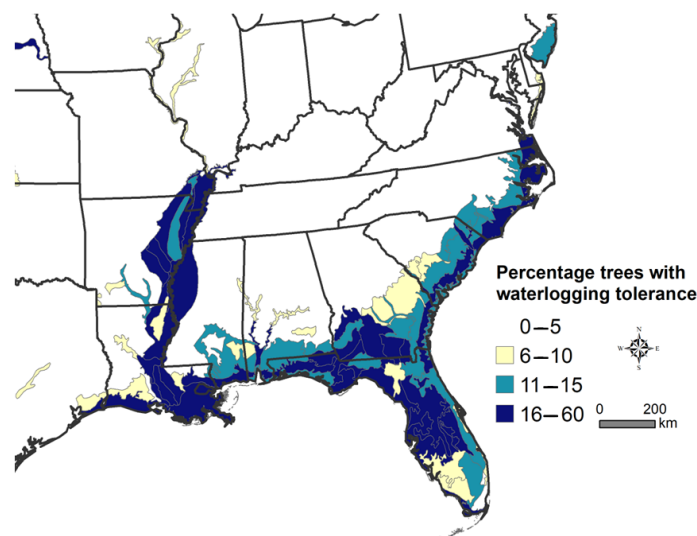 Percentage trees with
waterlogging tolerance
0–5
6–10
11–15
16–60
N
W E
S
0 200
km